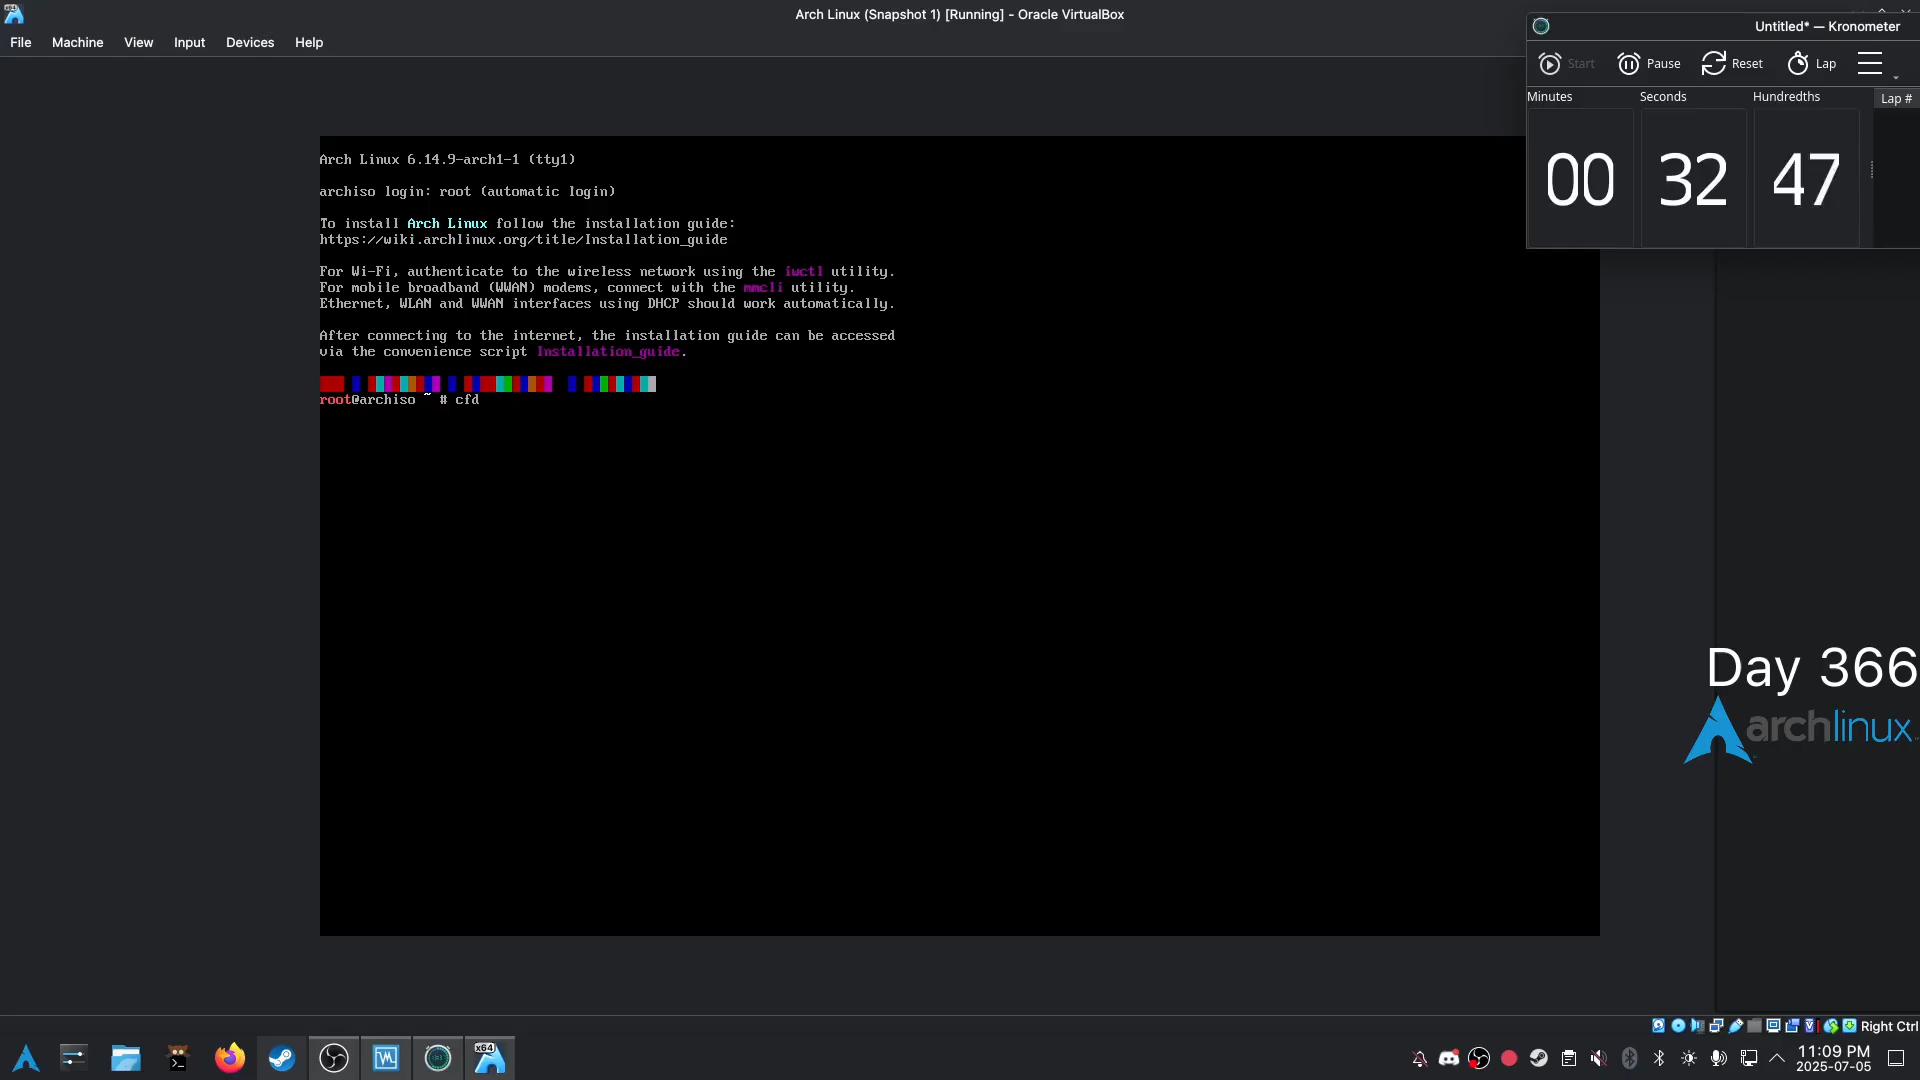 Arch Linux (Snapshot 1) [Running] - Oracle VirtualBox
File Machine View Input Devices Help
Untitled* — Kronometer
Start Pause Reset Lap
Minutes Seconds Hundredths Lap #
00 32 47
Arch Linux 6.14.9-arch1-1 (tty1)
archiso login: root (automatic login)
To install Arch Linux follow the installation guide:
https://wiki.archlinux.org/title/Installation_guide
For Wi-Fi, authenticate to the wireless network using the iwctl utility.
For mobile broadband (WWAN) modems, connect with the mmcli utility.
Ethernet, WLAN and WWAN interfaces using DHCP should work automatically.
After connecting to the internet, the installation guide can be accessed
via the convenience script Installation_guide.
root@archiso ~ # cfd
Day 366
archlinux
Right Ctrl
x64
11:09 PM
2025-07-05